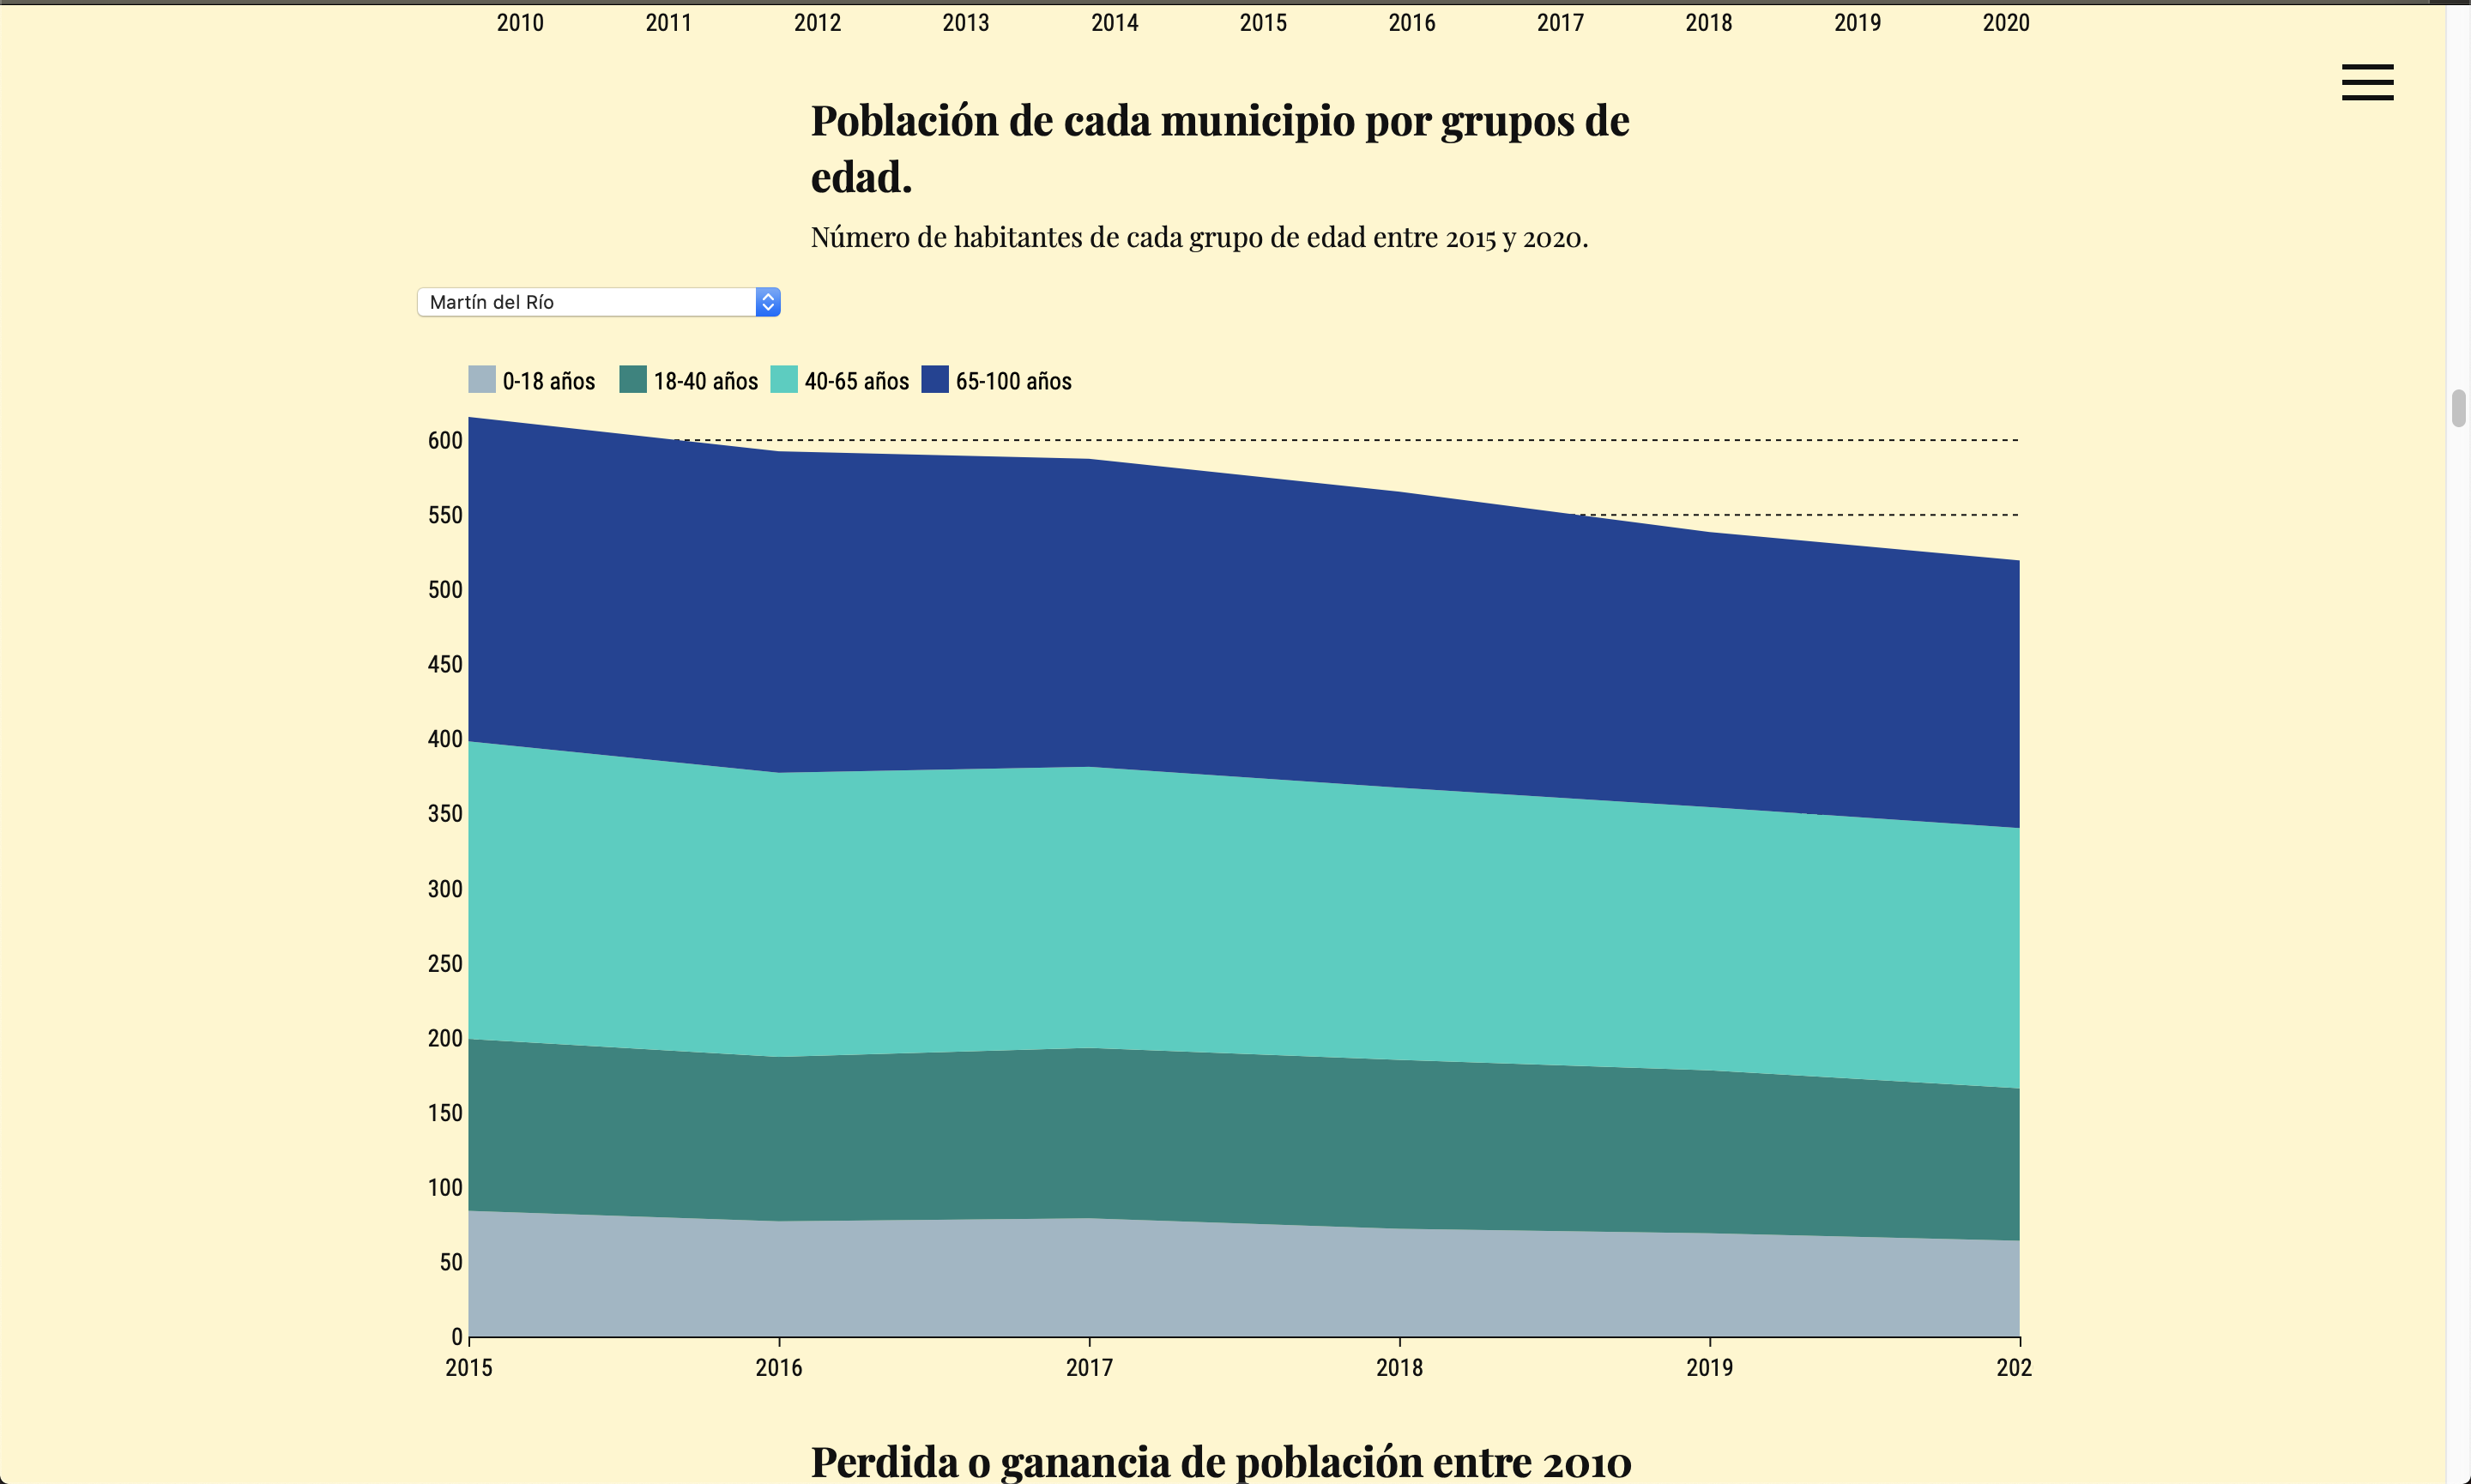 2010 2011 2012 2013 2014 2015 2016 2017 2018 2019 2020
Población de cada municipio por grupos de
edad.
Número de habitantes de cada grupo de edad entre 2015 y 2020.
Martín del Río
0-18 años 18-40 años 40-65 años 65-100 años
600
550
500
450
400
350
300
250
200
150
100
50
0
2015 2016 2017 2018 2019 202
Perdida o ganancia de población entre 2010